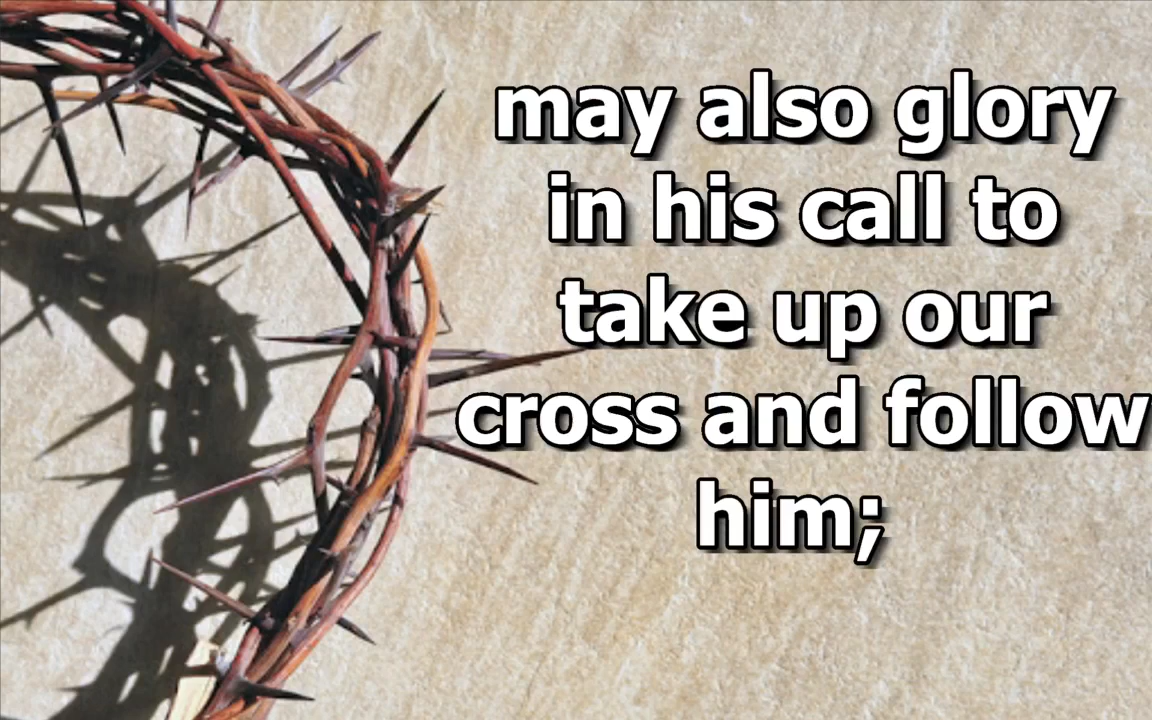 may also glory
in his call to
take up our
cross and follow
him;